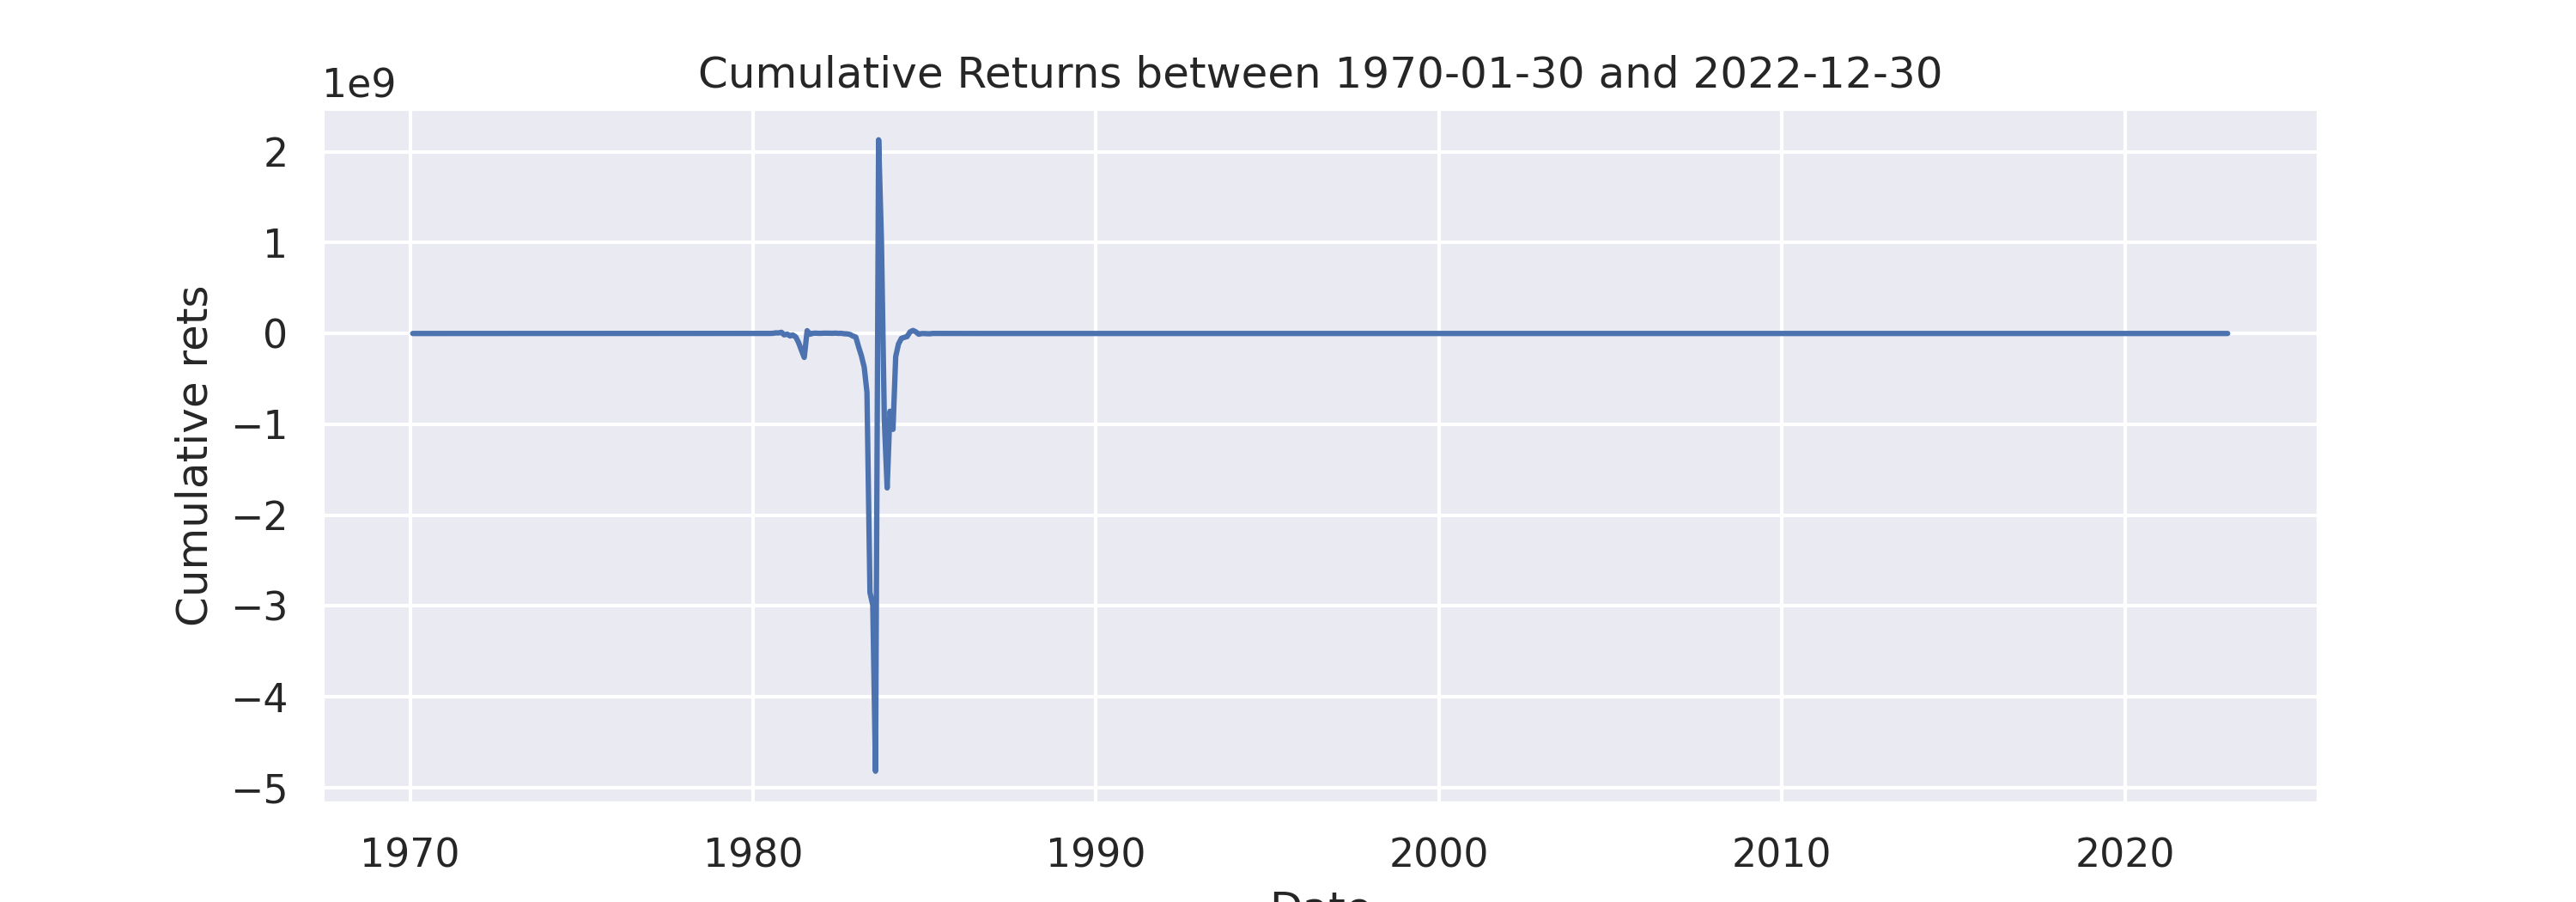 Cumulative Returns between 1970-01-30 and 2022-12-30
1e9
2
1
0
−1
−2
−3
−4
−5
Cumulative rets
1970 1980 1990 2000 2010 2020
Date